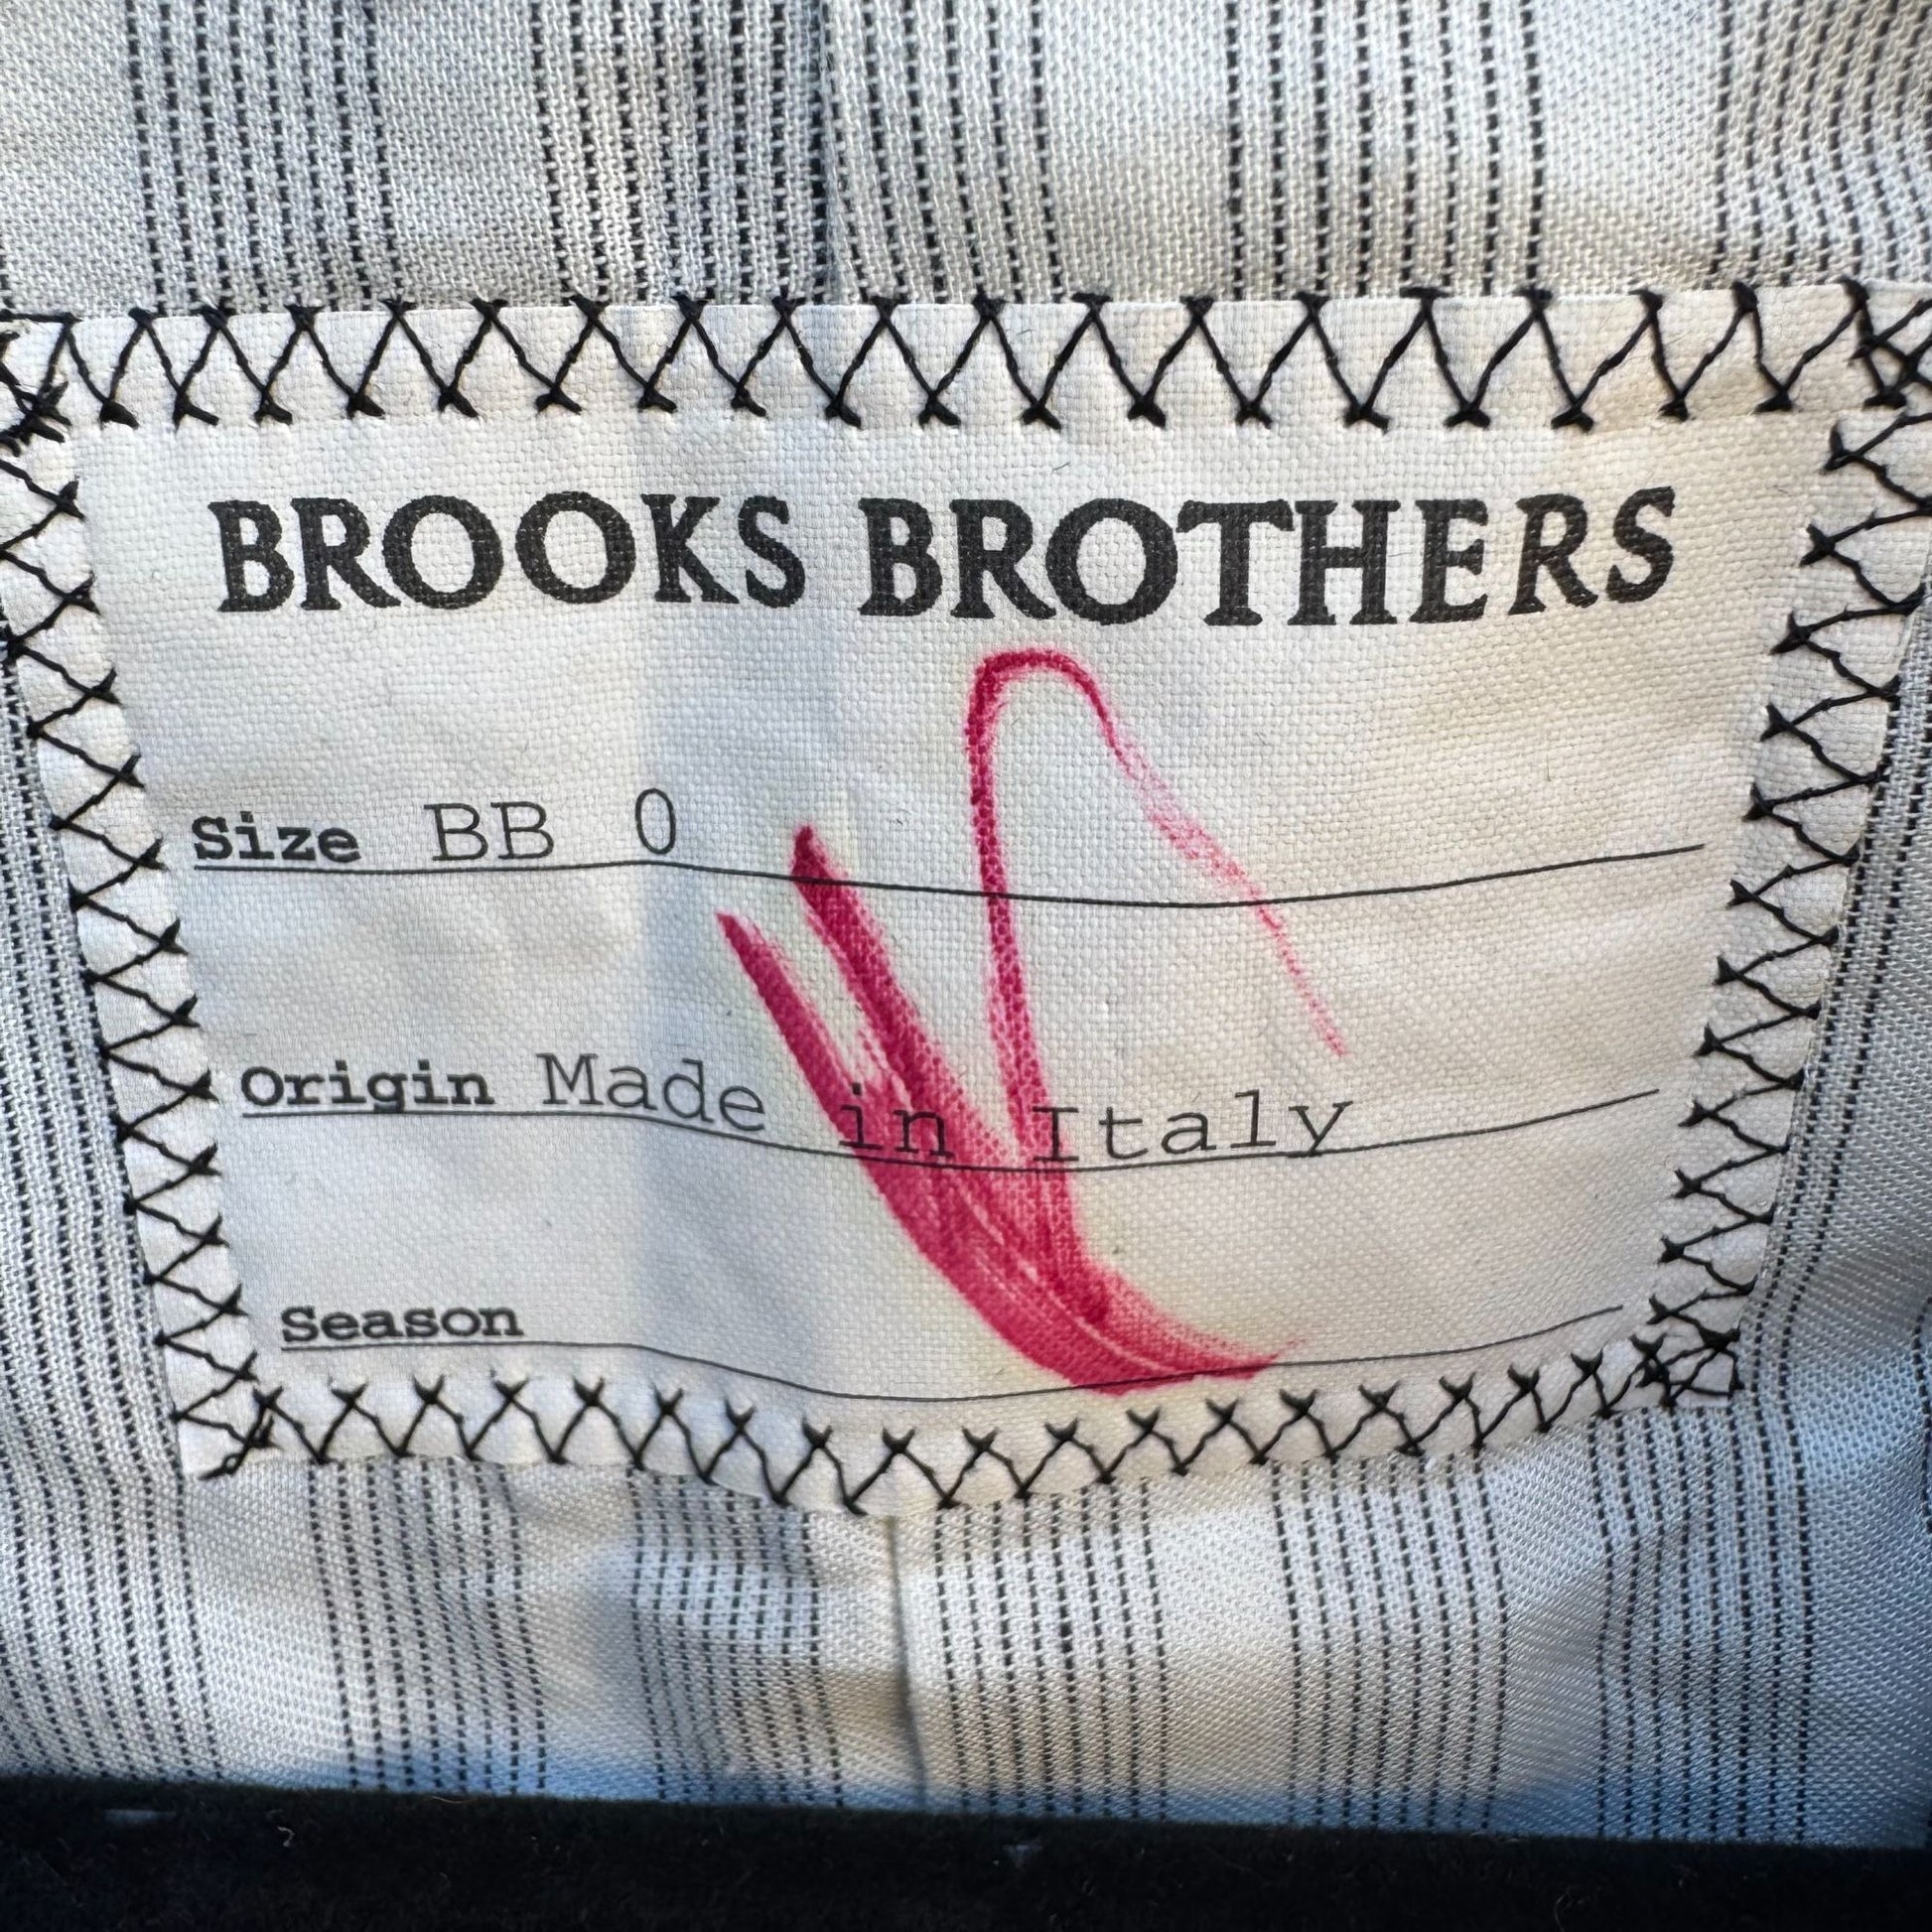 BROOKS BROTHERS
Size BB 0
Origin Made in Italy
Season